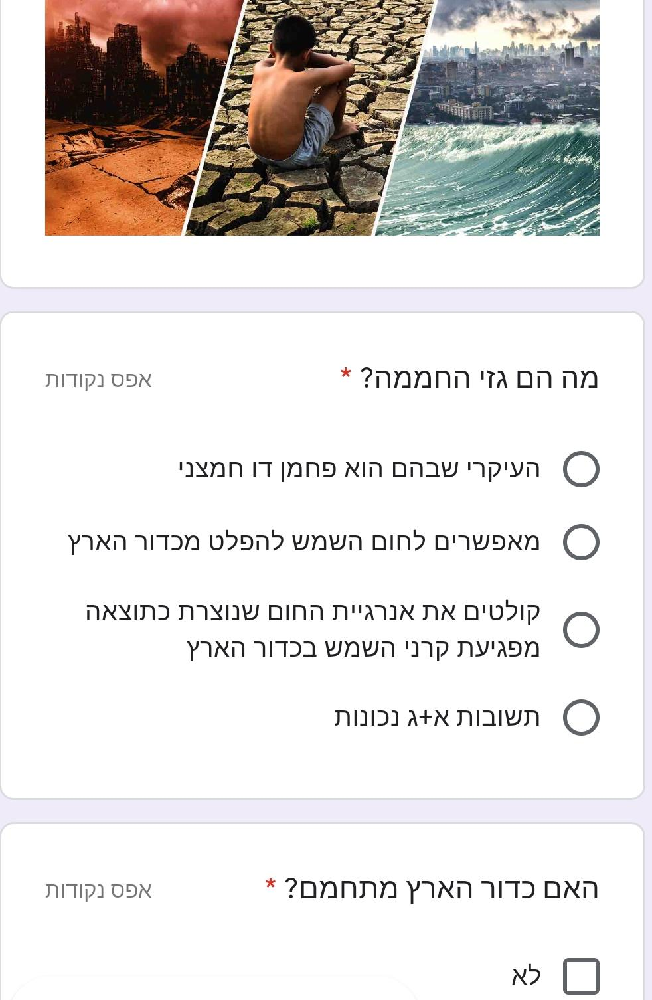 מה הם גזי החממה? *
אפס נקודות
העיקרי שבהם הוא פחמן דו חמצני
מאפשרים לחום השמש להפלט מכדור הארץ
קולטים את אנרגיית החום שנוצרת כתוצאה
מפגיעת קרני השמש בכדור הארץ
תשובות א+ג נכונות
האם כדור הארץ מתחמם? *
אפס נקודות
לא